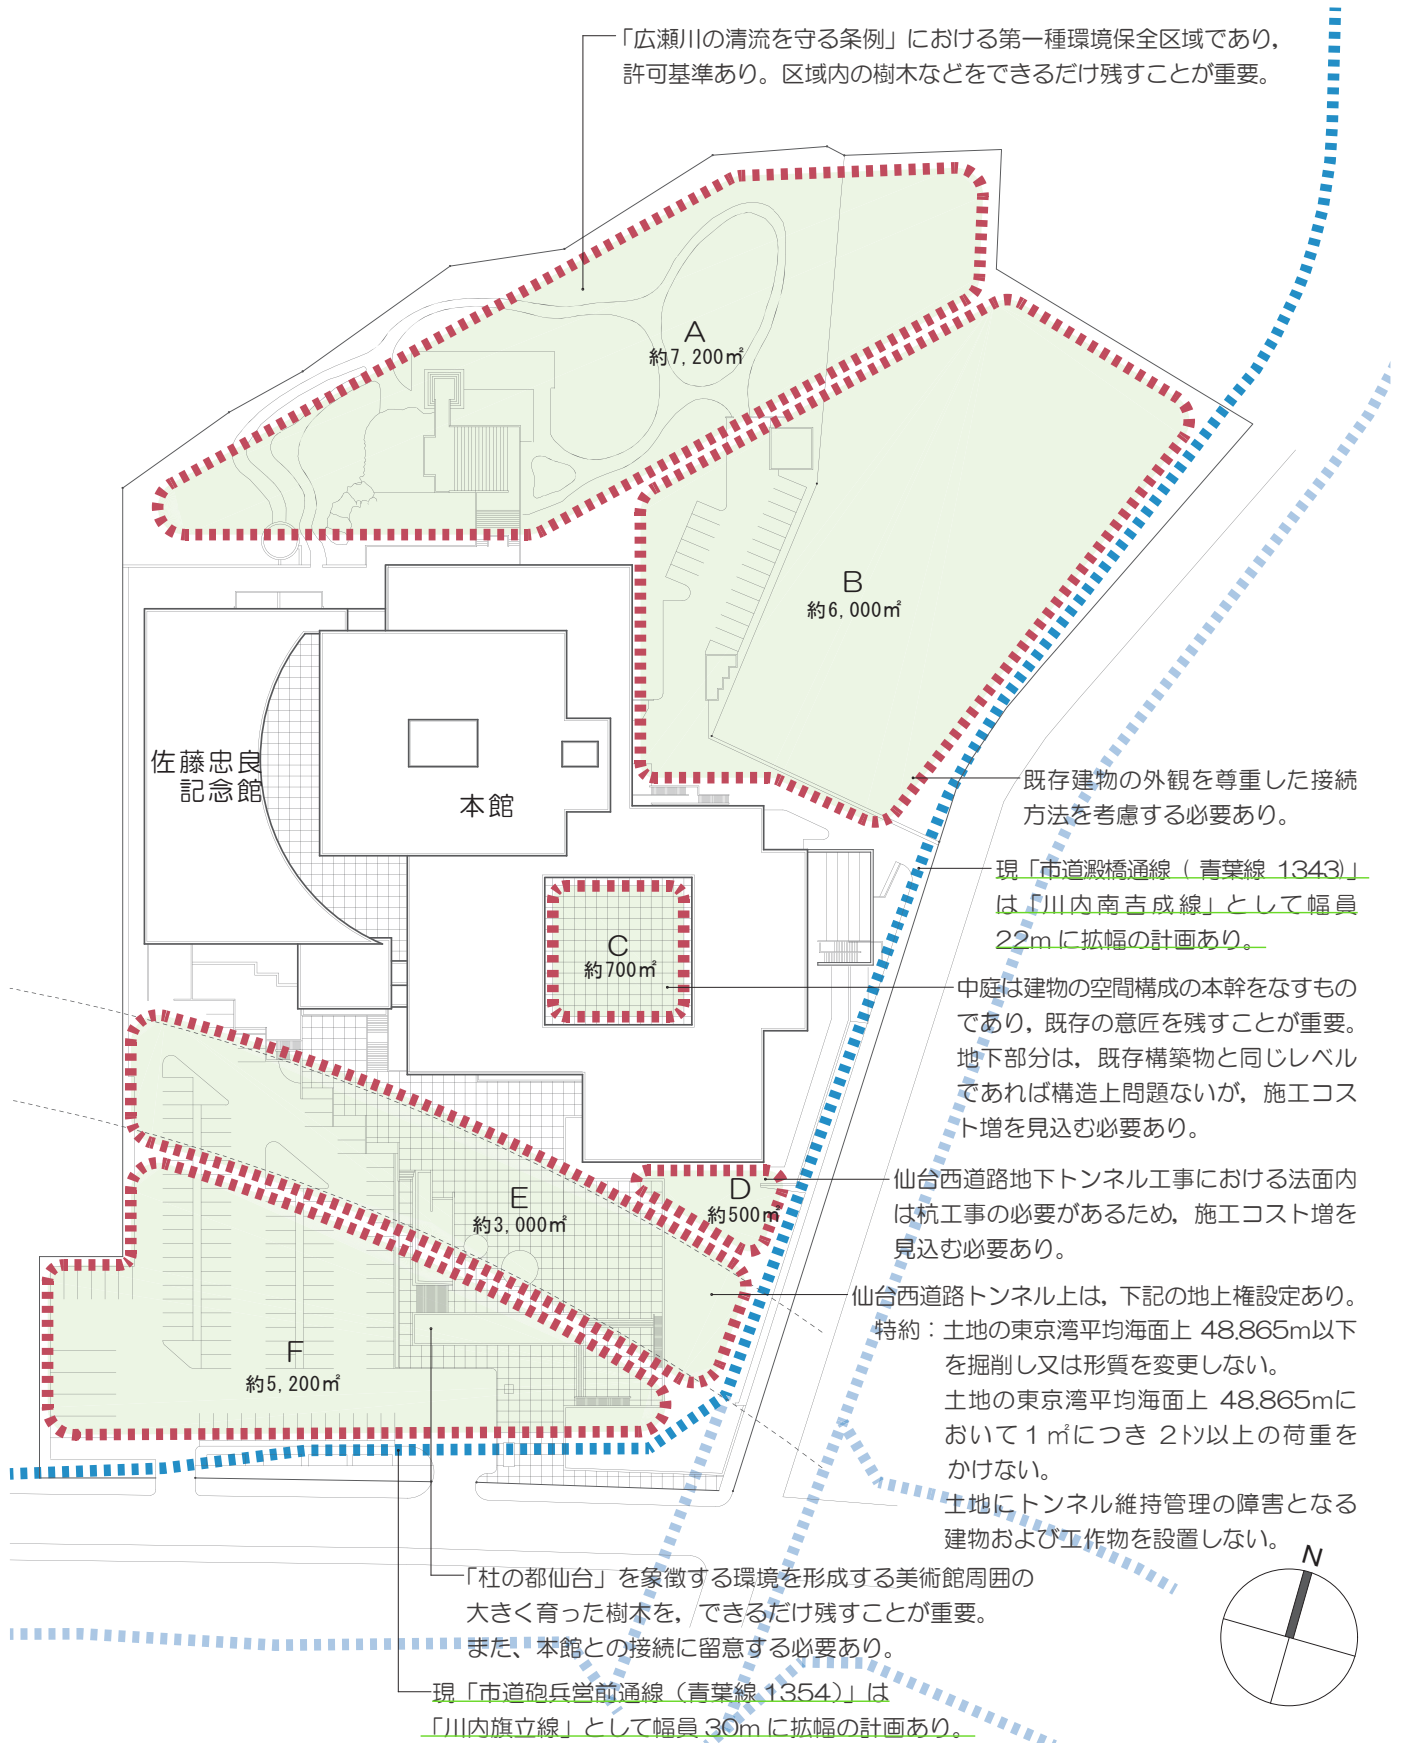 「広瀬川の清流を守る条例」における第一種環境保全区域であり，
許可基準あり。区域内の樹木などをできるだけ残すことが重要。
A
約7,200㎡
B
約6,000㎡
佐藤忠良
記念館
本館
既存建物の外観を尊重した接続
方法を考慮する必要あり。
現「市道澱橋通線（青葉線 1343)」
は「川内南吉成線」として幅員
22m に拡幅の計画あり。
C
約700㎡
中庭は建物の空間構成の本幹をなすもの
であり，既存の意匠を残すことが重要。
地下部分は，既存構築物と同じレベル
であれば構造上問題ないが，施工コス
ト増を見込む必要あり。
D
約500㎡
仙台西道路地下トンネル工事における法面内
は杭工事の必要があるため，施工コスト増を
見込む必要あり。
E
約3,000㎡
仙台西道路トンネル上は，下記の地上権設定あり。
特約：土地の東京湾平均海面上 48.865m以下
を掘削し又は形質を変更しない。
土地の東京湾平均海面上 48.865mに
おいて１㎡につき 2㌧以上の荷重を
かけない。
土地にトンネル維持管理の障害となる
建物および工作物を設置しない。
F
約5,200㎡
N
「杜の都仙台」を象徴する環境を形成する美術館周囲の
大きく育った樹木を，できるだけ残すことが重要。
また、本館との接続に留意する必要あり。
現「市道砲兵営前通線（青葉線 1354)」は
「川内旗立線」として幅員 30m に拡幅の計画あり。